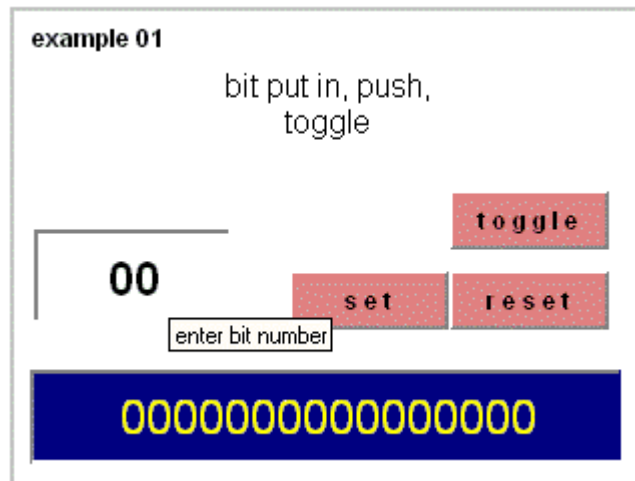 example 01
bit put in, push,
toggle
toggle
00
set reset
enter bit number
0000000000000000